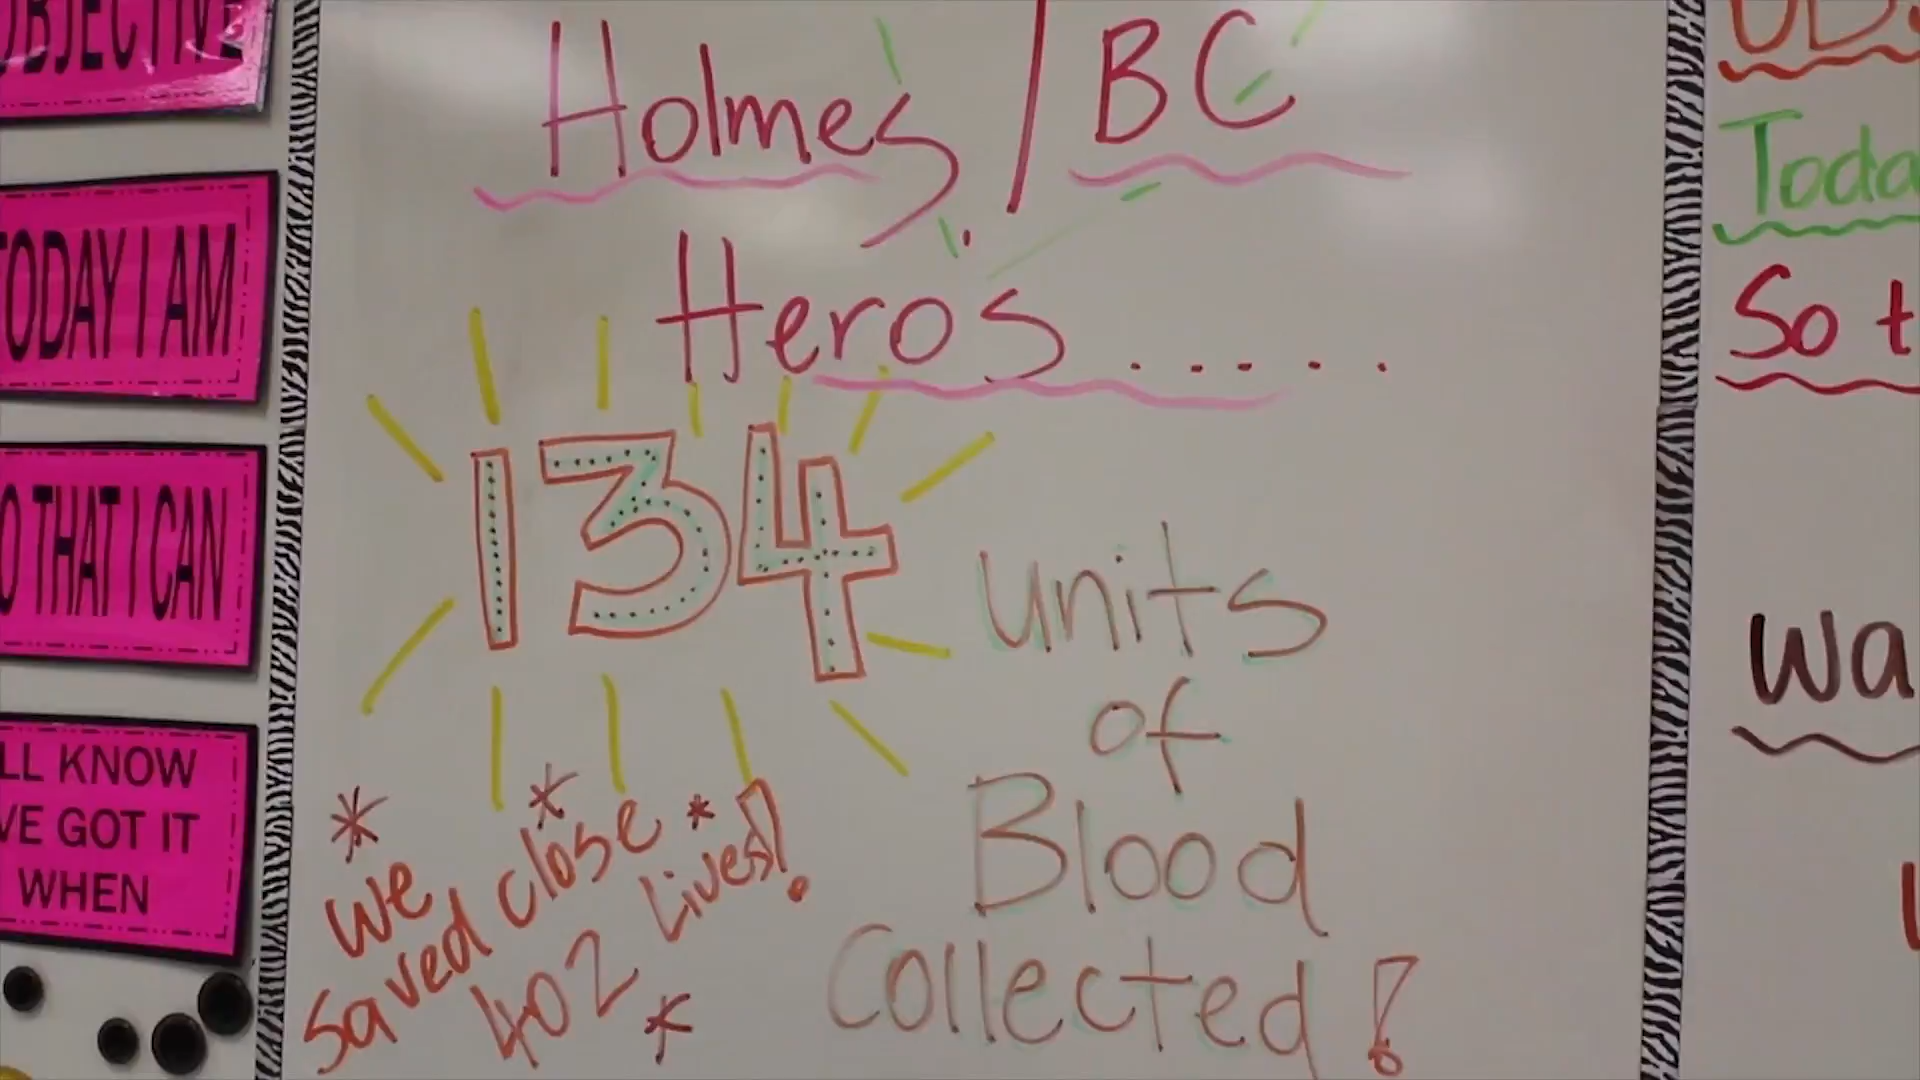 OBJECTIVE
TODAY I AM
O THAT I CAN
LL KNOW
VE GOT IT
WHEN
Holmes / BC
Heros ......
134 units
of
Blood
Collected!
* We * *
saved close
402 Lives!
*
Toda
So t
Wa